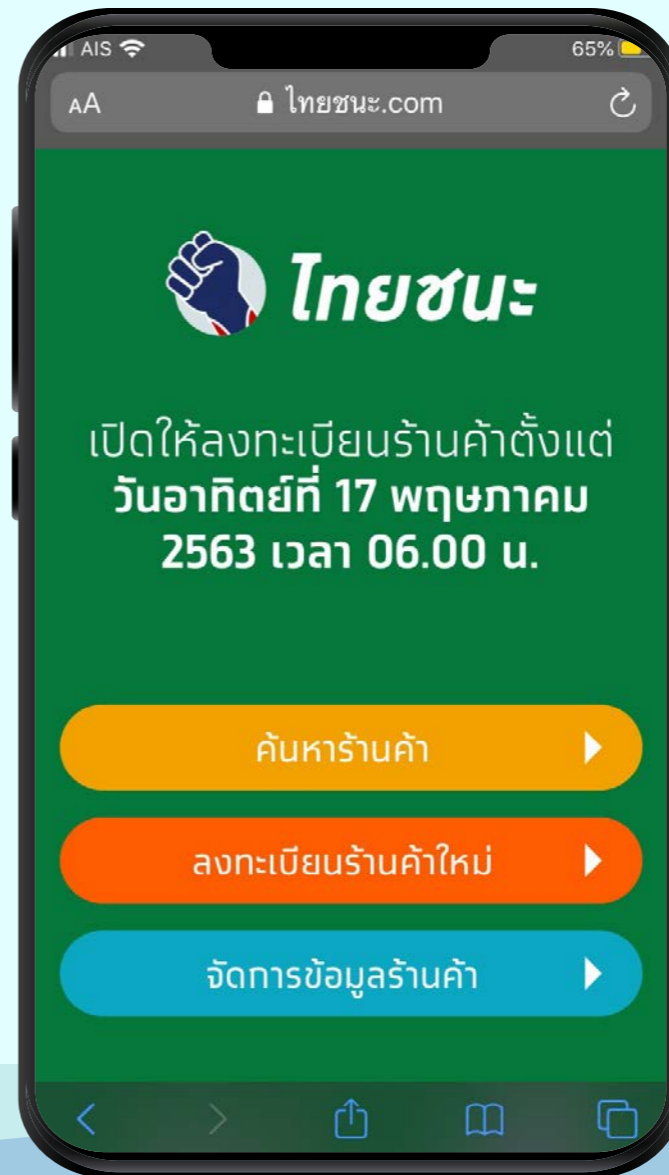 AIS
65%
AA
ไทยชนะ.com
ไทยชนะ
เปิดให้ลงทะเบียนร้านค้าตั้งแต่
วันอาทิตย์ที่ 17 พฤษภาคม
2563 เวลา 06.00 น.
ค้นหาร้านค้า
ลงทะเบียนร้านค้าใหม่
จัดการข้อมูลร้านค้า